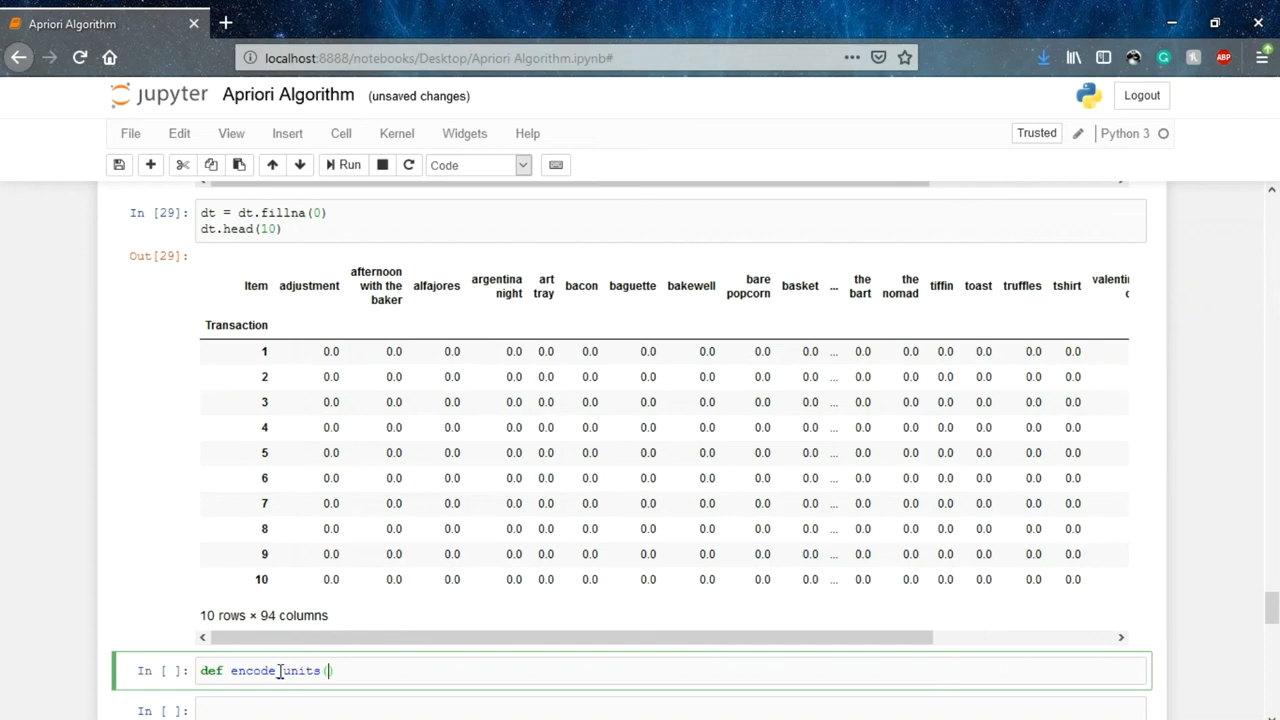 Apriori Algorithm
localhost:8888/notebooks/Desktop/Apriori Algorithm.ipynb#
ABP
jupyter Apriori Algorithm (unsaved changes) Logout
File Edit View Insert Cell Kernel Widgets Help Trusted Python 3
Run Code
In [29]: dt = dt.fillna(0)
dt.head(10)
Out[29]:
Item adjustment afternoon with the baker alfajores argentina night art tray bacon baguette bakewell bare popcorn basket ... the bart the nomad tiffin toast truffles tshirt
Transaction
1 0.0 0.0 0.0 0.0 0.0 0.0 0.0 0.0 0.0 0.0 ... 0.0 0.0 0.0 0.0 0.0 0.0
2 0.0 0.0 0.0 0.0 0.0 0.0 0.0 0.0 0.0 0.0 ... 0.0 0.0 0.0 0.0 0.0 0.0
3 0.0 0.0 0.0 0.0 0.0 0.0 0.0 0.0 0.0 0.0 ... 0.0 0.0 0.0 0.0 0.0 0.0
4 0.0 0.0 0.0 0.0 0.0 0.0 0.0 0.0 0.0 0.0 ... 0.0 0.0 0.0 0.0 0.0 0.0
5 0.0 0.0 0.0 0.0 0.0 0.0 0.0 0.0 0.0 0.0 ... 0.0 0.0 0.0 0.0 0.0 0.0
6 0.0 0.0 0.0 0.0 0.0 0.0 0.0 0.0 0.0 0.0 ... 0.0 0.0 0.0 0.0 0.0 0.0
7 0.0 0.0 0.0 0.0 0.0 0.0 0.0 0.0 0.0 0.0 ... 0.0 0.0 0.0 0.0 0.0 0.0
8 0.0 0.0 0.0 0.0 0.0 0.0 0.0 0.0 0.0 0.0 ... 0.0 0.0 0.0 0.0 0.0 0.0
9 0.0 0.0 0.0 0.0 0.0 0.0 0.0 0.0 0.0 0.0 ... 0.0 0.0 0.0 0.0 0.0 0.0
10 0.0 0.0 0.0 0.0 0.0 0.0 0.0 0.0 0.0 0.0 ... 0.0 0.0 0.0 0.0 0.0 0.0
10 rows × 94 columns
In [ ]: def encode_units()
In [ ]: